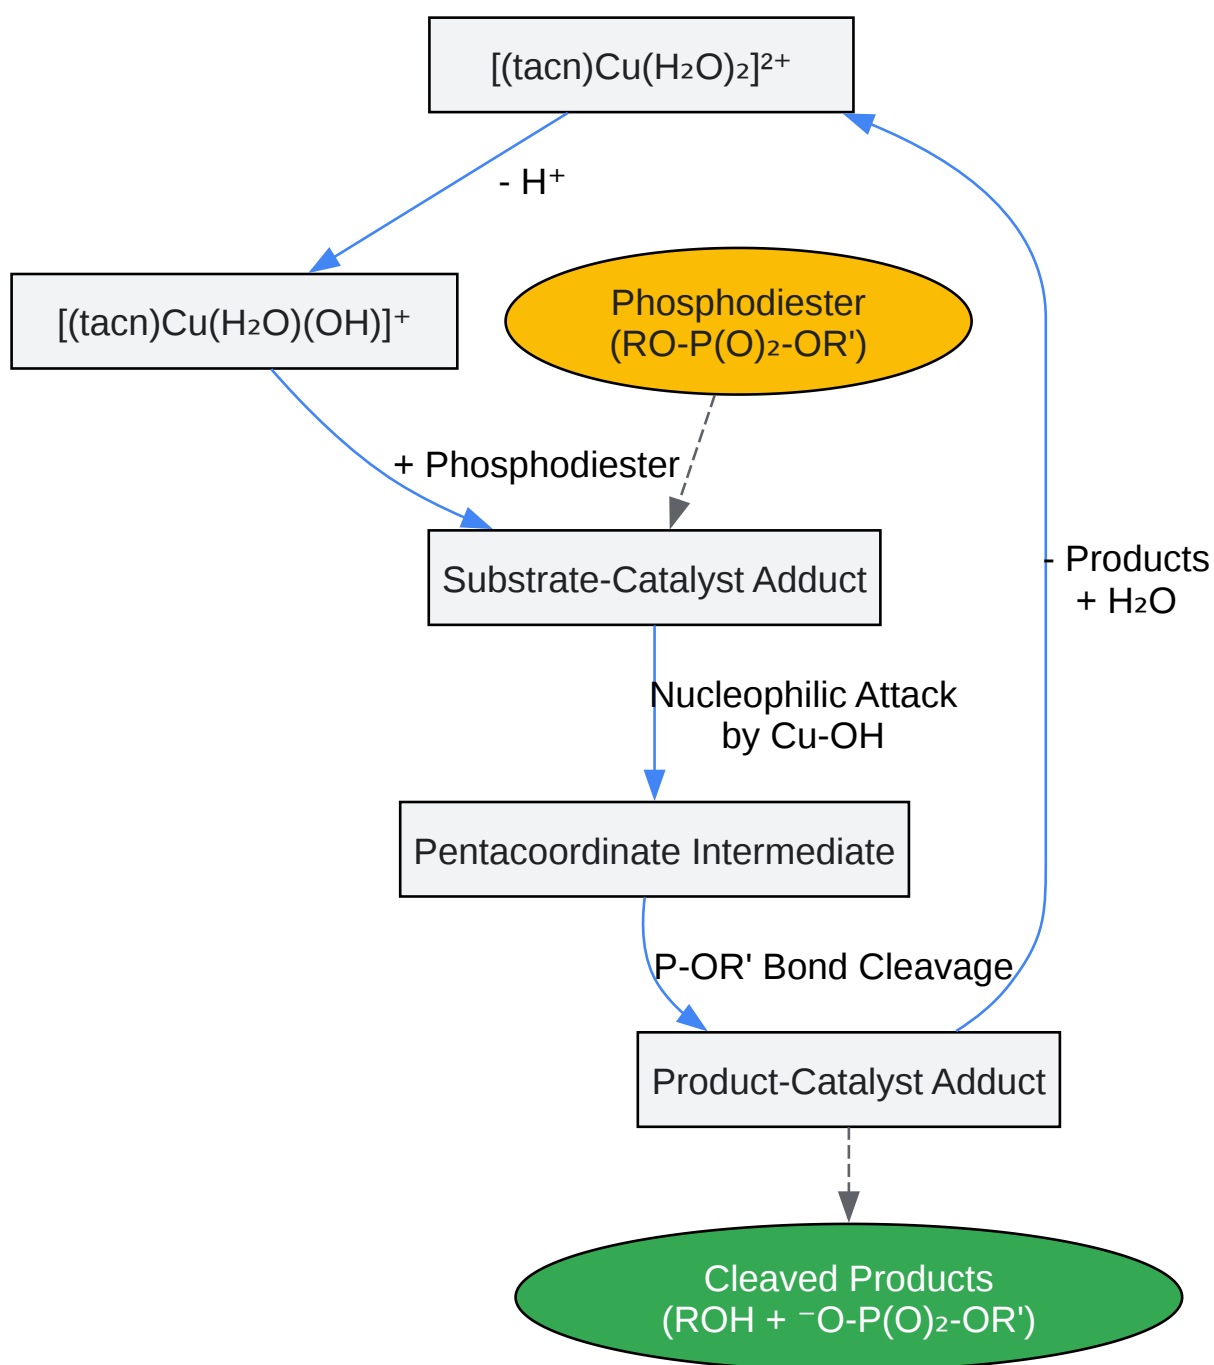 [(tacn)Cu(H₂O)₂]²⁺
- H⁺
[(tacn)Cu(H₂O)(OH)]⁺
Phosphodiester
(RO-P(O)₂-OR')
+ Phosphodiester
Substrate-Catalyst Adduct
- Products
+ H₂O
Nucleophilic Attack
by Cu-OH
Pentacoordinate Intermediate
P-OR' Bond Cleavage
Product-Catalyst Adduct
Cleaved Products
(ROH + ⁻O-P(O)₂-OR')